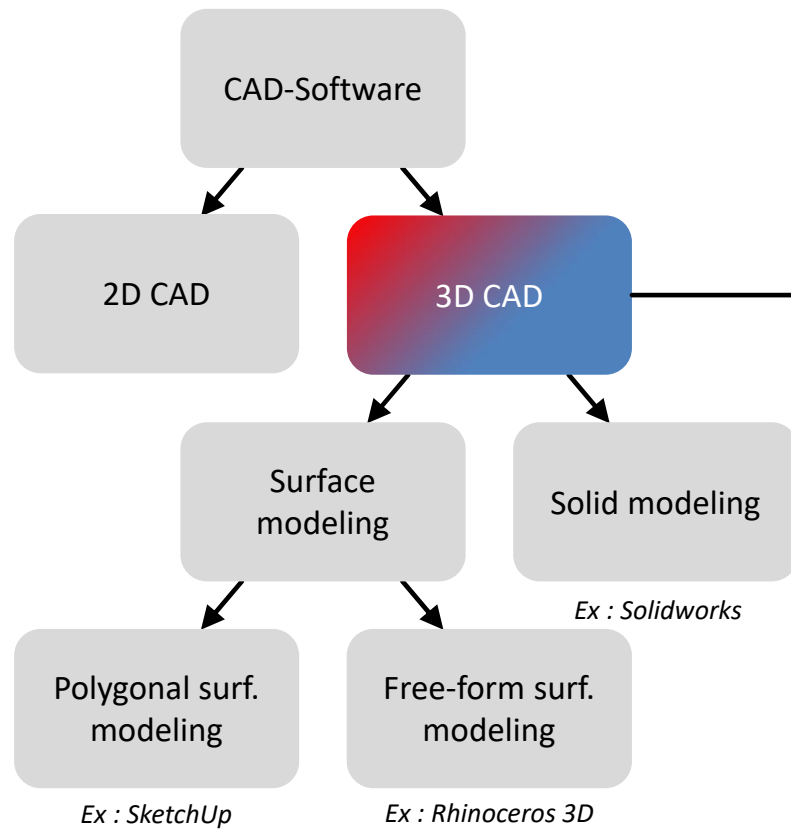 CAD-Software
2D CAD
3D CAD
Surface
modeling
Solid modeling
Ex : Solidworks
Polygonal surf.
modeling
Free-form surf.
modeling
Ex : SketchUp
Ex : Rhinoceros 3D